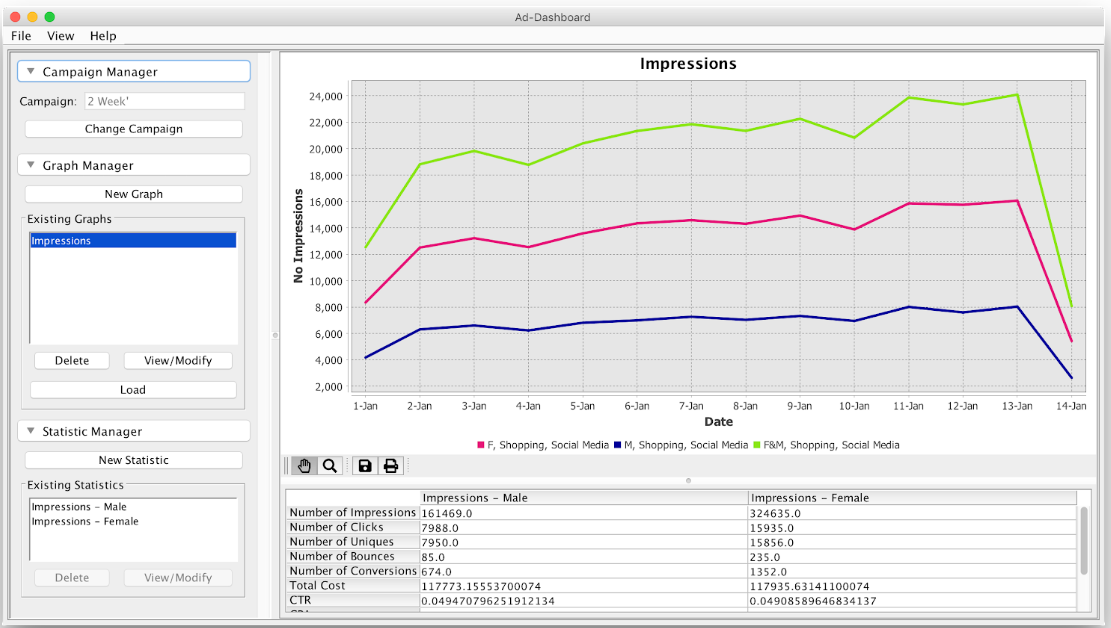 Ad-Dashboard
File View Help
Campaign Manager
Campaign: 2 Week'
Change Campaign
Graph Manager
New Graph
Existing Graphs
Impressions
Delete View/Modify
Load
Statistic Manager
New Statistic
Existing Statistics
Impressions - Male
Impressions - Female
Delete View/Modify
Impressions
No Impressions
24,000
22,000
20,000
18,000
16,000
14,000
12,000
10,000
8,000
6,000
4,000
2,000
1-Jan 2-Jan 3-Jan 4-Jan 5-Jan 6-Jan 7-Jan 8-Jan 9-Jan 10-Jan 11-Jan 12-Jan 13-Jan 14-Jan
Date
F, Shopping, Social Media M, Shopping, Social Media F&M, Shopping, Social Media
Impressions - Male Impressions - Female
Number of Impressions 161469.0 324635.0
Number of Clicks 7988.0 15935.0
Number of Uniques 7950.0 15856.0
Number of Bounces 85.0 235.0
Number of Conversions 674.0 1352.0
Total Cost 117773.15553700074 117935.63141100074
CTR 0.049470796251912134 0.04908589646834137